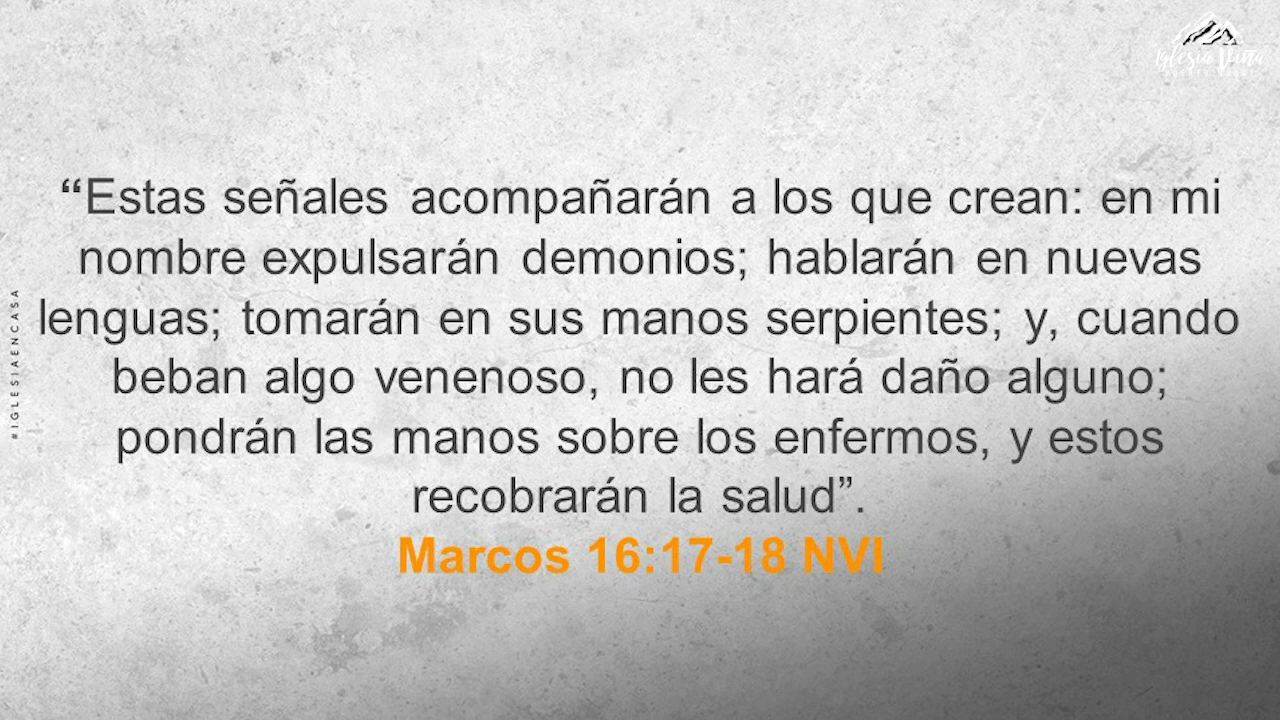 “Estas señales acompañarán a los que crean: en mi
nombre expulsarán demonios; hablarán en nuevas
lenguas; tomarán en sus manos serpientes; y, cuando
beban algo venenoso, no les hará daño alguno;
pondrán las manos sobre los enfermos, y estos
recobrarán la salud”.
Marcos 16:17-18 NVI
#IGLESIAENCASA
Iglesia Viña